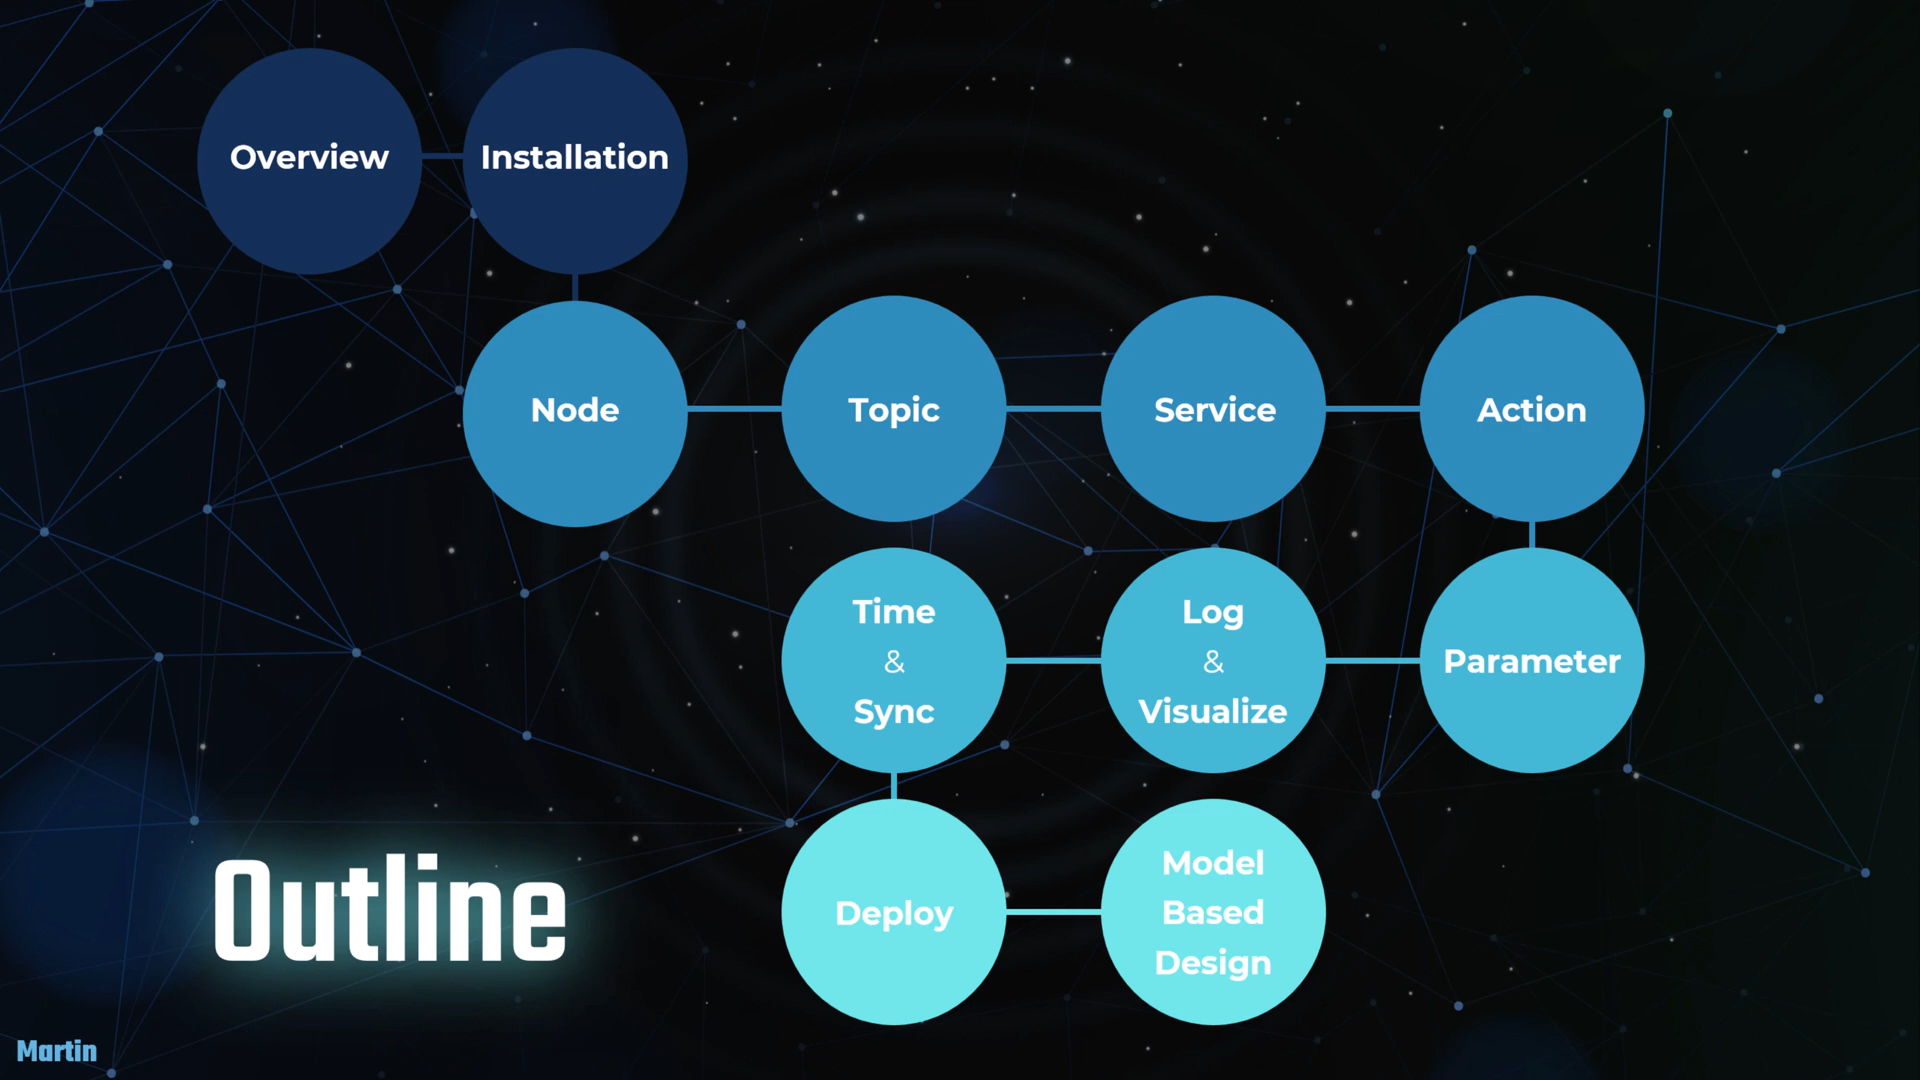 Overview
Installation
Node
Topic
Service
Action
Time
&
Sync
Log
&
Visualize
Parameter
Deploy
Model
Based
Design
Outline
Martin